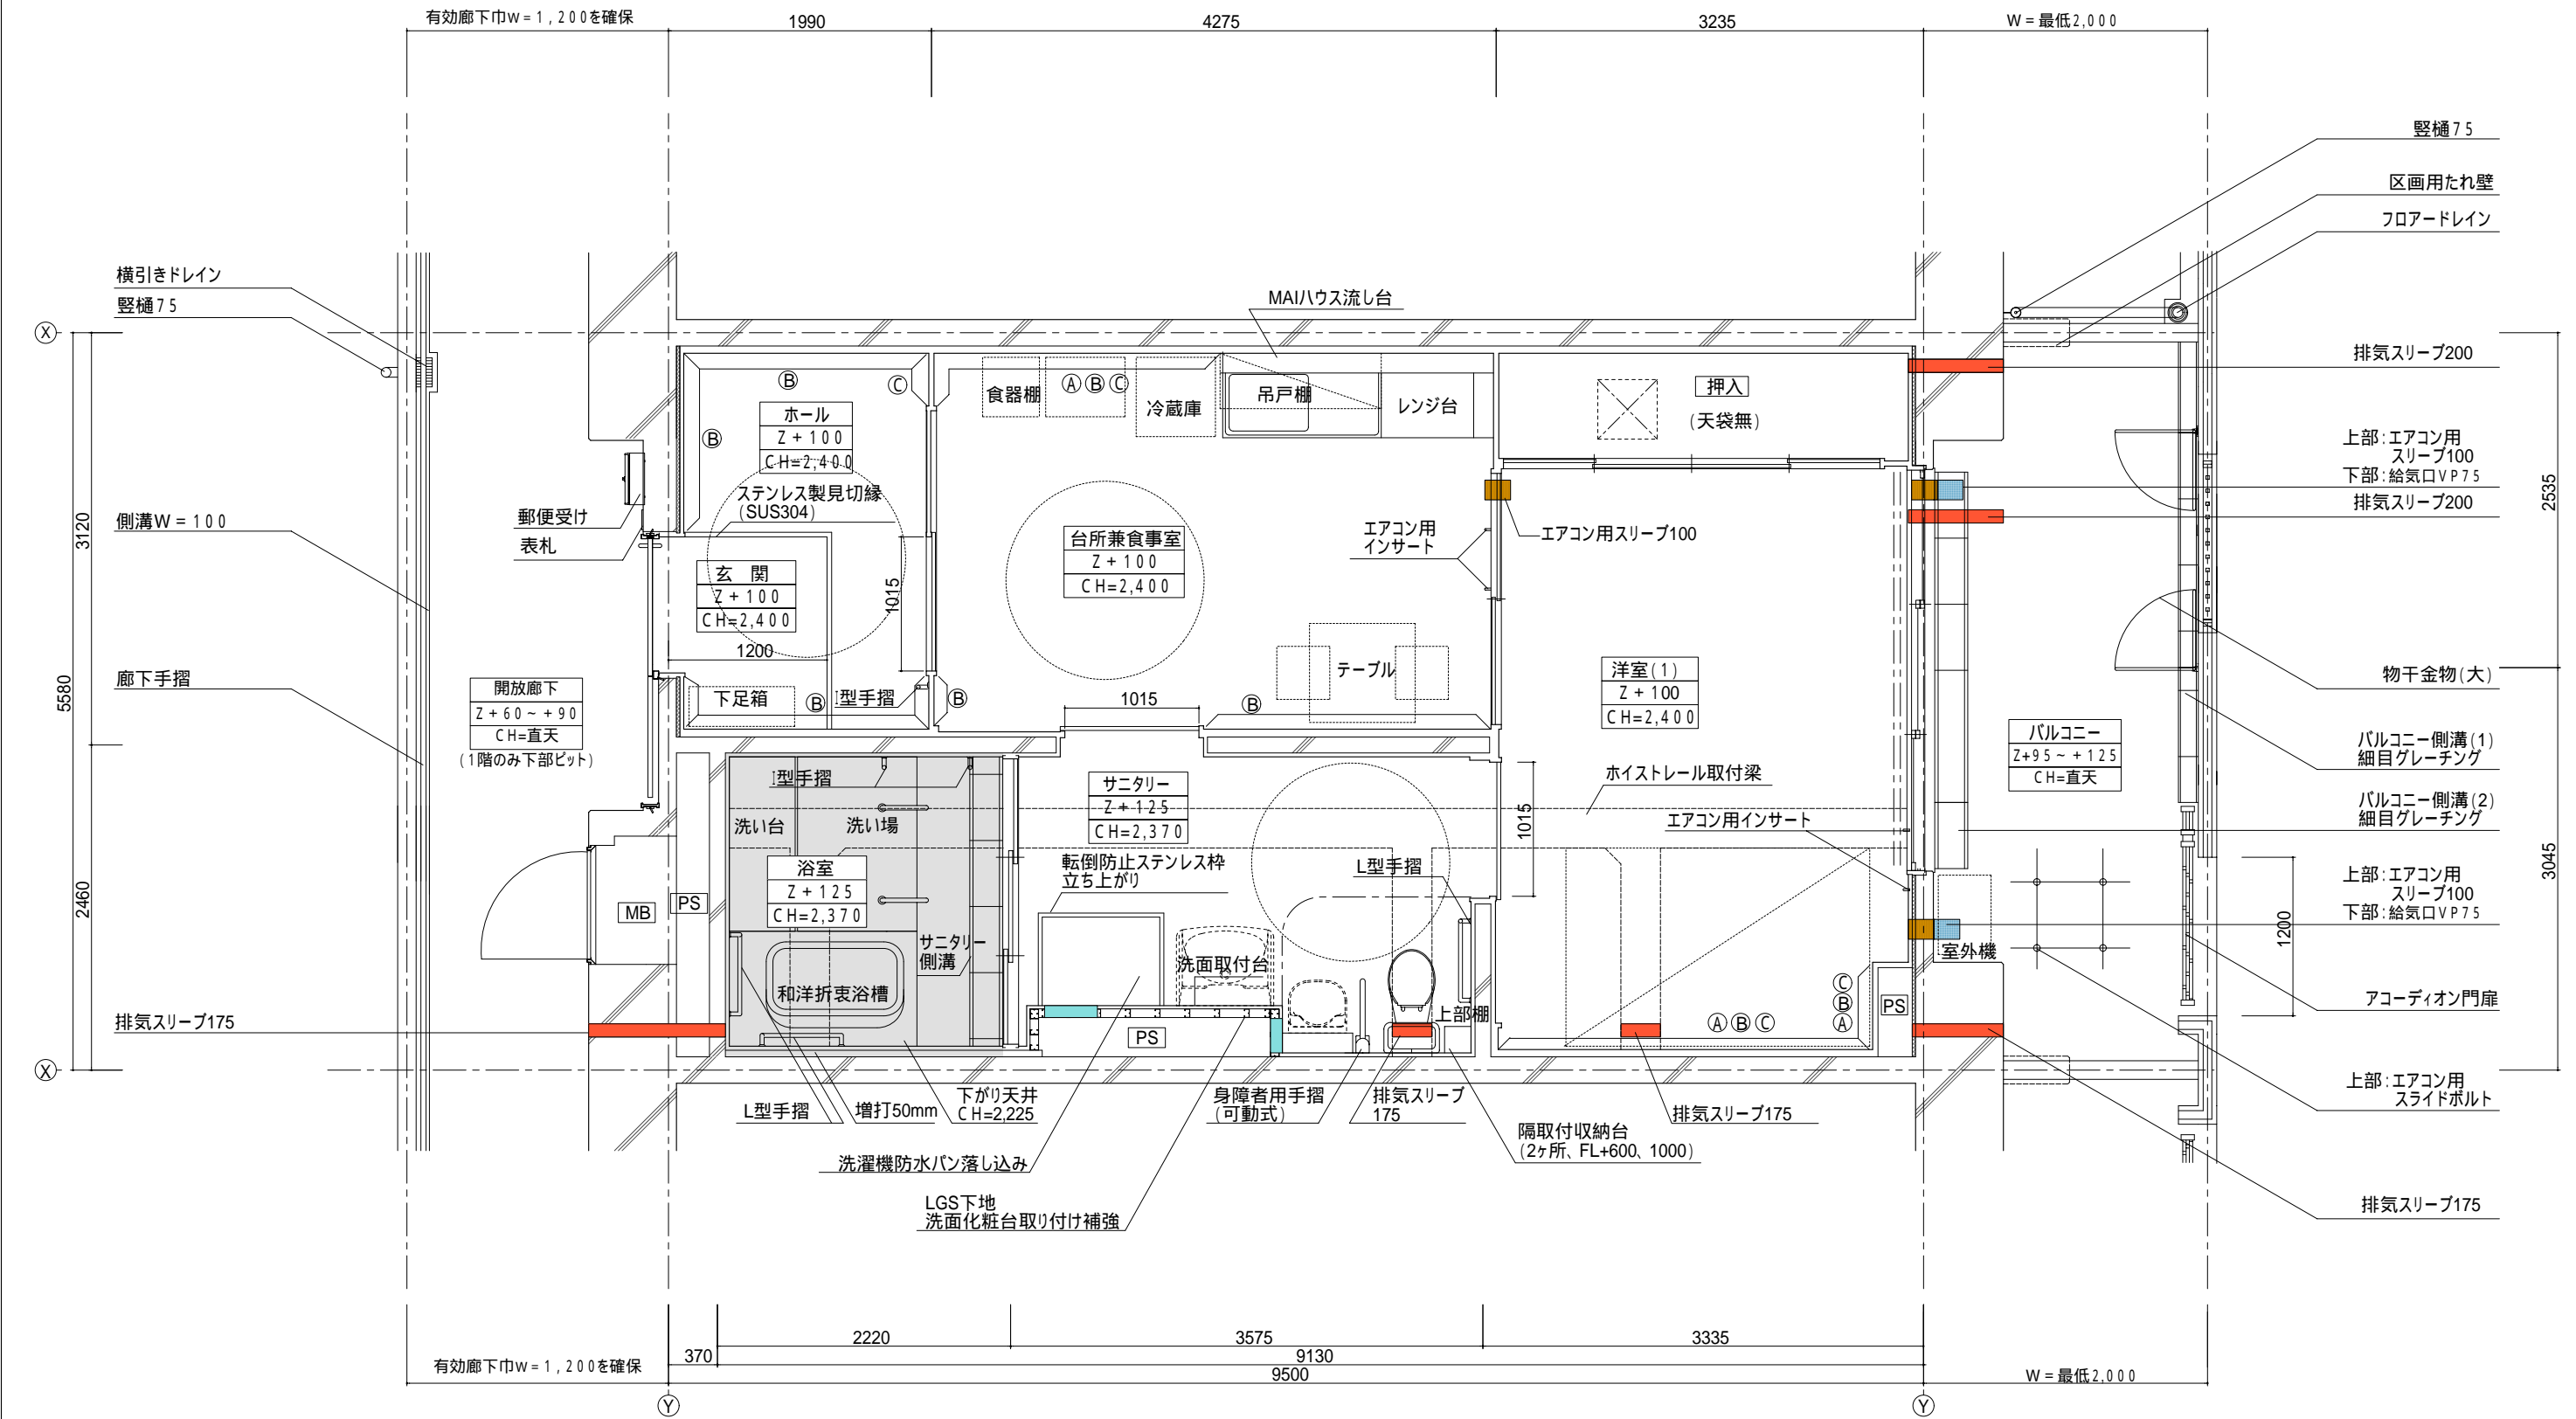 有効廊下巾W=1,200を確保
1990
4275
3235
W=最低2,000
竪樋75
区画用たれ壁
フロアードレイン
横引きドレイン
竪樋75
MAIハウス流し台
X
排気スリーブ200
B
C
食器棚
A B C
冷蔵庫
吊戸棚
レンジ台
押入
(天袋無)
ホール
Z+100
CH=2,400
B
上部:エアコン用
スリーブ100
下部:給気口VP75
排気スリーブ200
ステンレス製見切縁
(SUS304)
郵便受け
表札
側溝W=100
3120
2535
台所兼食事室
Z+100
CH=2,400
エアコン用
インサート
エアコン用スリーブ100
玄 関
Z+100
CH=2,400
1015
1200
廊下手摺
5580
開放廊下
Z+60~+90
CH=直天
(1階のみ下部ピット)
下足箱
B
I型手摺
B
1015
B
テーブル
洋室(1)
Z+100
CH=2,400
物干金物(大)
バルコニー
Z+95~+125
CH=直天
バルコニー側溝(1)
細目グレーチング
I型手摺
サニタリー
Z+125
CH=2,370
ホイストレール取付梁
1015
エアコン用インサート
バルコニー側溝(2)
細目グレーチング
洗い台
洗い場
浴室
Z+125
CH=2,370
転倒防止ステンレス枠
立ち上がり
L型手摺
2460
3045
MB
PS
上部:エアコン用
スリーブ100
下部:給気口VP75
1200
サニタリー
側溝
洗面取付台
室外機
和洋折衷浴槽
C
B
A
PS
アコーディオン門扉
排気スリーブ175
PS
上部棚
A B C
X
L型手摺
増打50mm
下がり天井
CH=2,225
身障者用手摺
(可動式)
排気スリーブ
175
排気スリーブ175
上部:エアコン用
スライドボルト
隔取付収納台
(2ヶ所、FL+600、1000)
洗濯機防水パン落し込み
LGS下地
洗面化粧台取り付け補強
排気スリーブ175
2220
3575
3335
370
9130
有効廊下巾W=1,200を確保
9500
W=最低2,000
Y
Y